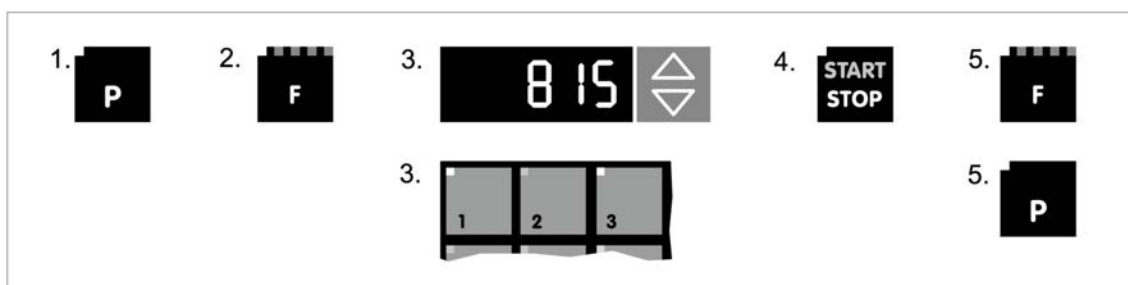 1. P
2. F
3. 815
4. START
STOP
5. F
3. 1 2 3
5. P